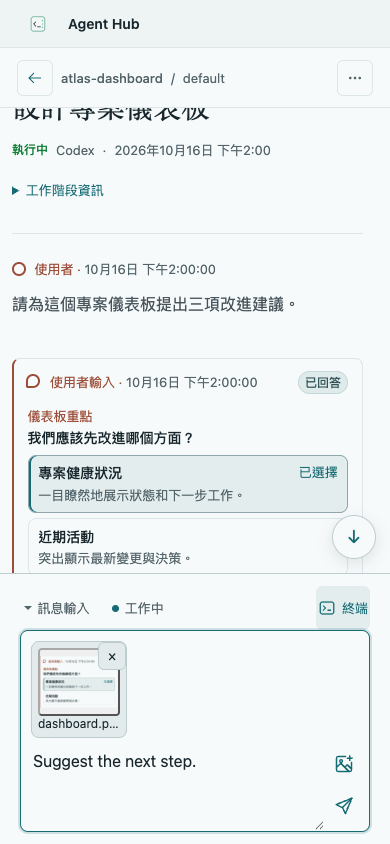 Agent Hub
atlas-dashboard / default
設計專案儀表板
執行中 Codex · 2026年10月16日 下午2:00
工作階段資訊
使用者 · 10月16日 下午2:00:00
請為這個專案儀表板提出三項改進建議。
使用者輸入 · 10月16日 下午2:00:00
已回答
儀表板重點
我們應該先改進哪個方面？
專案健康狀況
已選擇
一目瞭然地展示狀態和下一步工作。
近期活動
突出顯示最新變更與決策。
訊息輸入
工作中
終端
dashboard.p...
Suggest the next step.